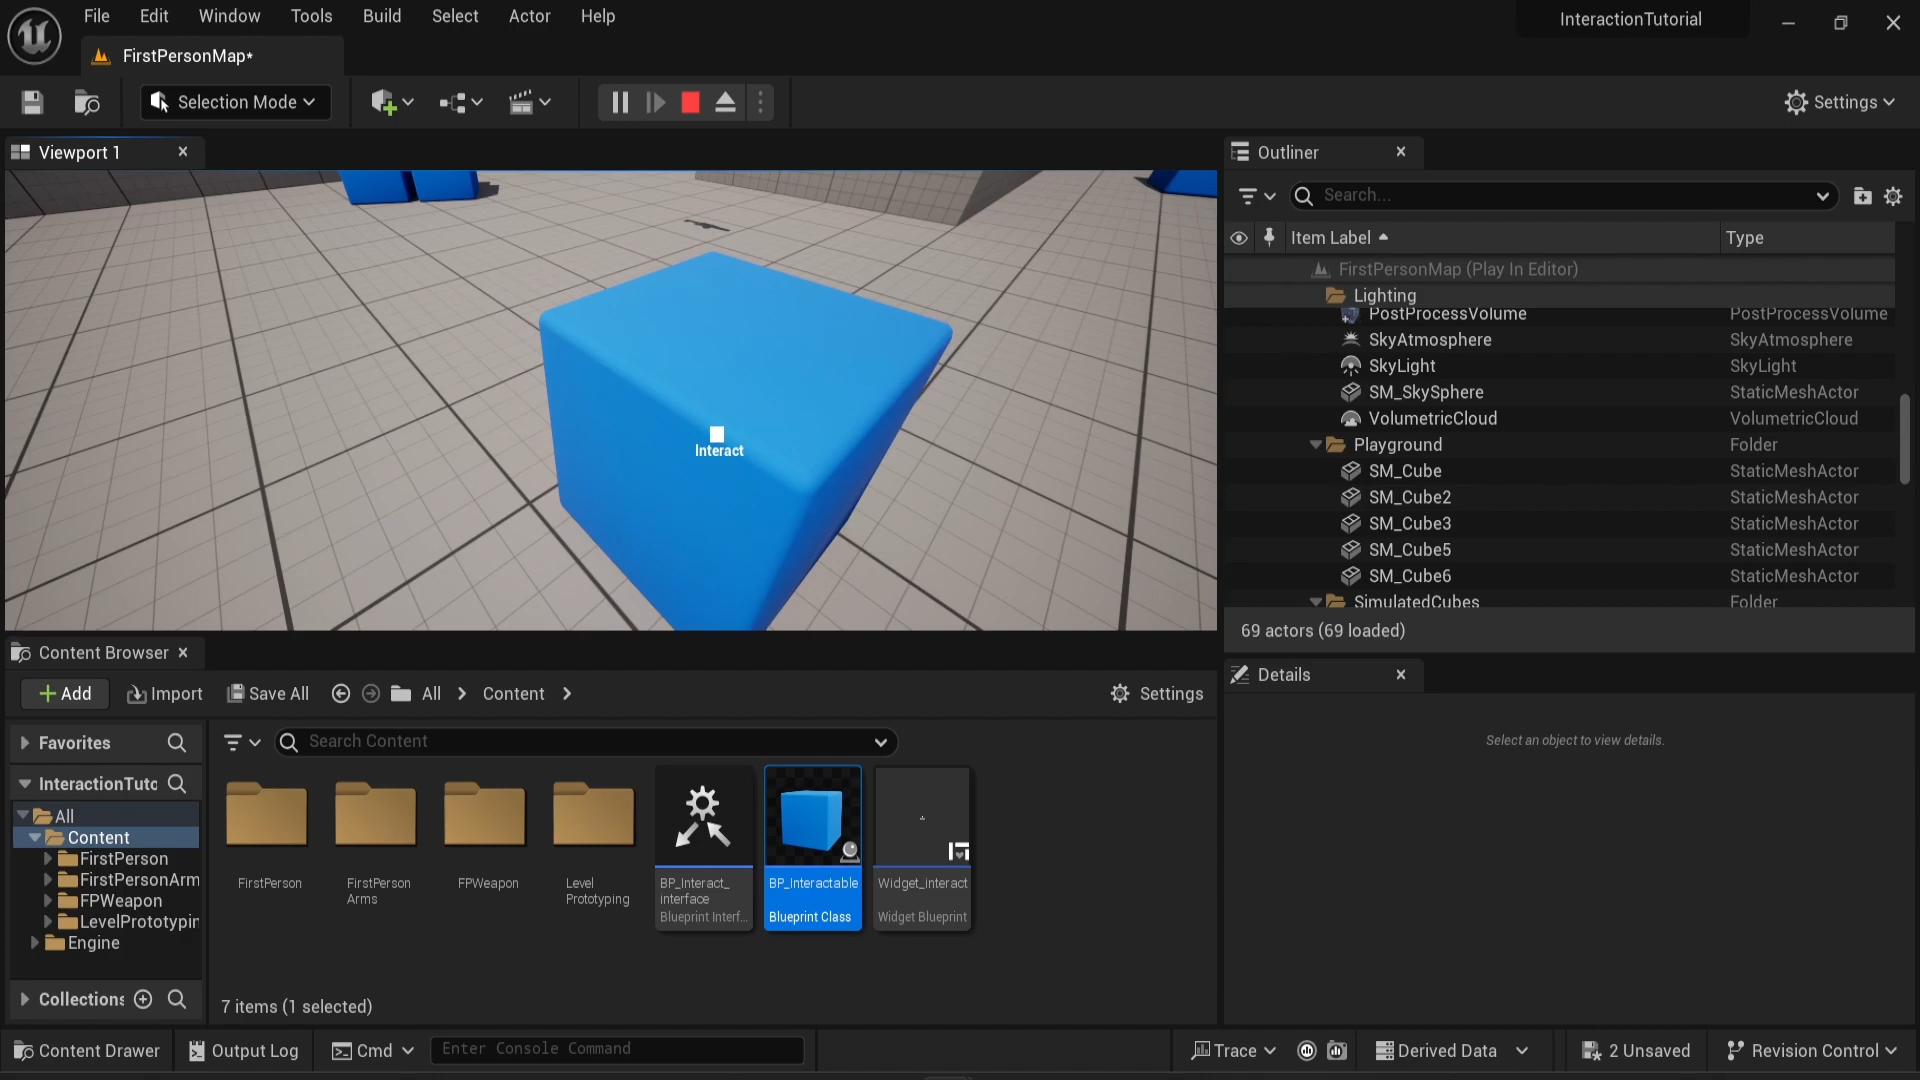 File Edit Window Tools Build Select Actor Help
InteractionTutorial
FirstPersonMap*
Selection Mode
Settings
Viewport 1
Interact
Outliner
Search...
Item Label Type
FirstPersonMap (Play In Editor)
Lighting
PostProcessVolume PostProcessVolume
SkyAtmosphere SkyAtmosphere
SkyLight SkyLight
SM_SkySphere StaticMeshActor
VolumetricCloud VolumetricCloud
Playground Folder
SM_Cube StaticMeshActor
SM_Cube2 StaticMeshActor
SM_Cube3 StaticMeshActor
SM_Cube5 StaticMeshActor
SM_Cube6 StaticMeshActor
SimulatedCubes Folder
69 actors (69 loaded)
Details
Select an object to view details.
Content Browser
Add Import Save All All Content Settings
Favorites
InteractionTuto
All
Content
FirstPerson
FirstPersonArm
FPWeapon
LevelPrototypin
Engine
Collections
Search Content
FirstPerson
FirstPerson
Arms
FPWeapon
Level
Prototyping
BP_Interact_
interface
Blueprint Interf...
BP_Interactable
Blueprint Class
Widget_interact
Widget Blueprint
7 items (1 selected)
Content Drawer Output Log Cmd Enter Console Command Trace Derived Data 2 Unsaved Revision Control